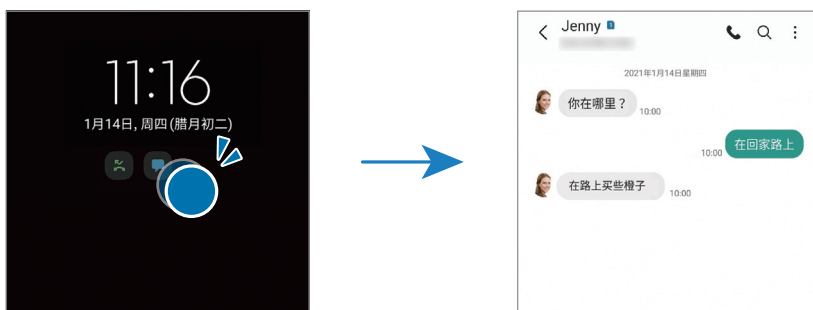 11:16
1月14日, 周四 (腊月初二)
Jenny 1
2021年1月14日星期四
你在哪里？
10:00
在回家路上
10:00
在路上买些橙子
10:00